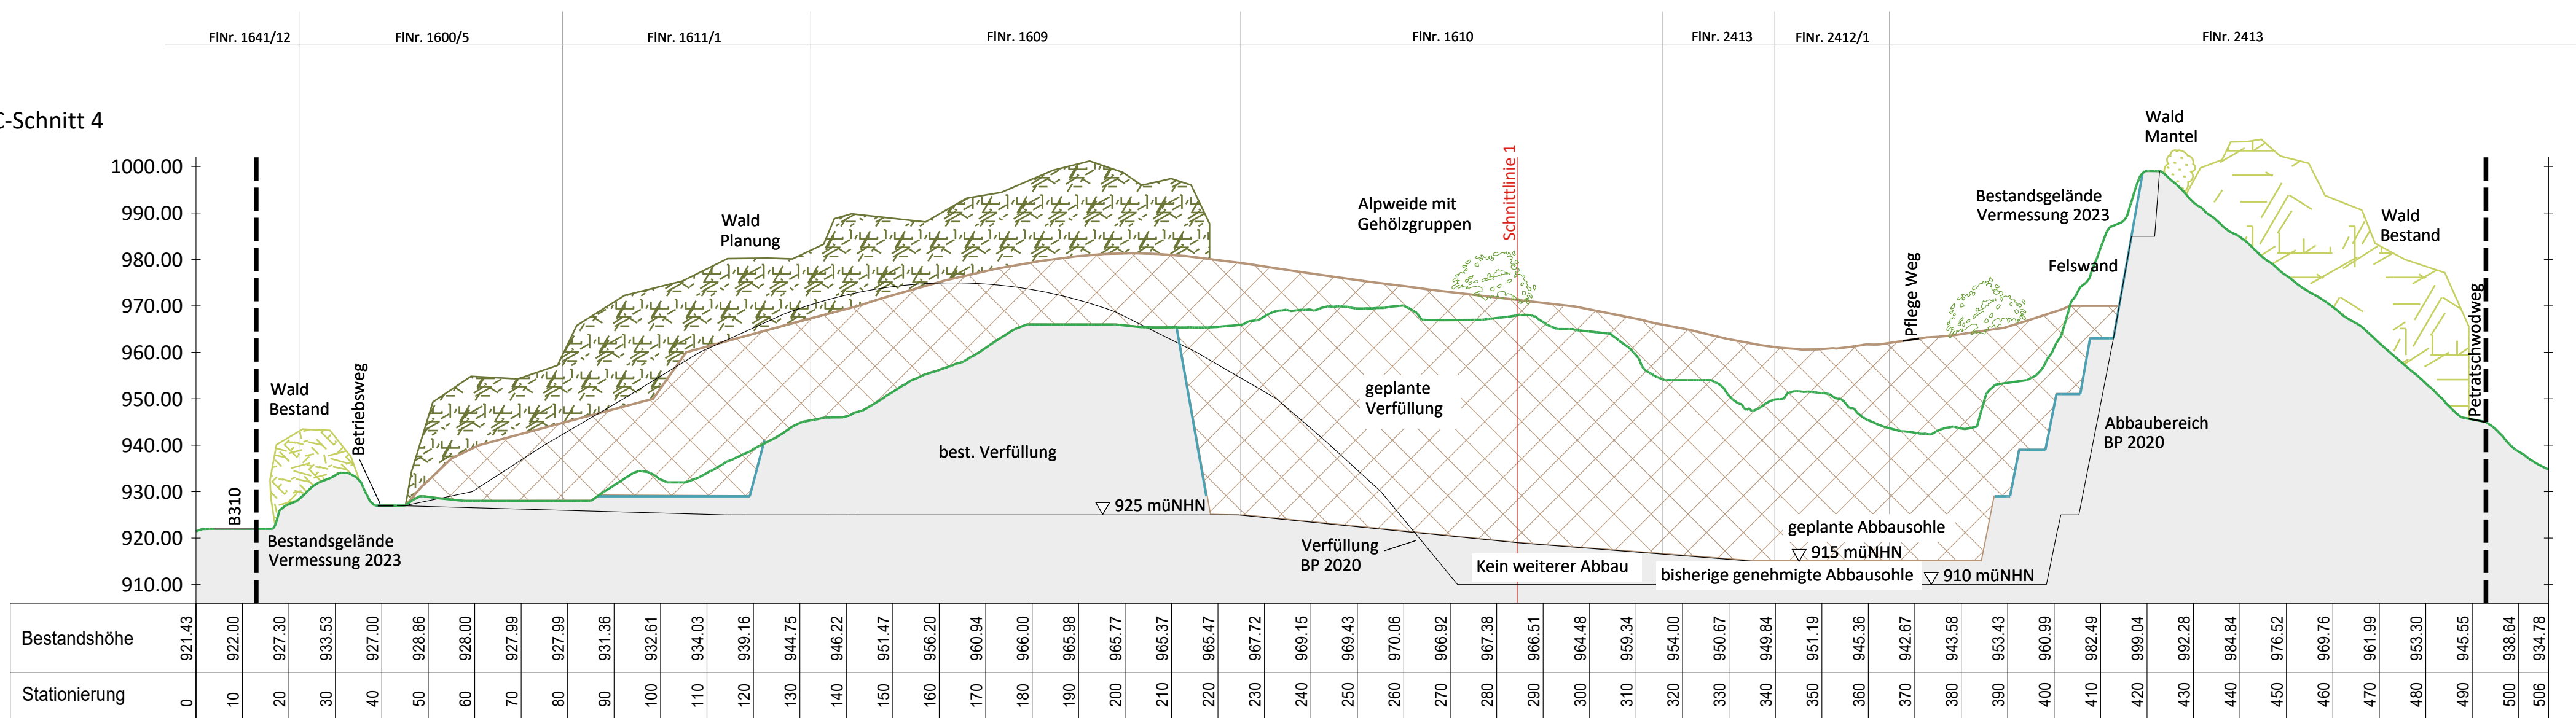 FlNr. 1641/12 FlNr. 1600/5 FlNr. 1611/1 FlNr. 1609 FlNr. 1610 FlNr. 2413 FlNr. 2412/1 FlNr. 2413
C-Schnitt 4
1000.00
990.00
980.00
970.00
960.00
950.00
940.00
930.00
920.00
910.00
B310
Wald
Bestand
Bestandsgelände
Vermessung 2023
Betriebsweg
Wald
Planung
best. Verfüllung
925 müNHN
Verfüllung
BP 2020
Alpweide mit
Gehölzgruppen
Schnittlinie 1
geplante
Verfüllung
Kein weiterer Abbau
geplante Abbausohle
915 müNHN
bisherige genehmigte Abbausohle
910 müNHN
Pflege Weg
Bestandsgelände
Vermessung 2023
Felswand
Abbaubereich
BP 2020
Wald
Mantel
Wald
Bestand
Petratschwodweg
Bestandshöhe 921.43 922.00 927.30 933.53 927.00 928.86 928.00 927.99 927.99 931.36 932.61 934.03 939.16 944.75 946.22 951.47 956.20 960.94 966.00 965.98 965.77 965.37 965.47 967.72 969.15 969.43 970.06 966.92 967.38 966.51 964.48 959.34 954.00 950.67 949.84 951.19 945.36 942.67 943.58 953.43 960.99 982.49 999.04 992.28 984.84 976.52 969.76 961.99 953.30 945.55 938.64 934.78
Stationierung 0 10 20 30 40 50 60 70 80 90 100 110 120 130 140 150 160 170 180 190 200 210 220 230 240 250 260 270 280 290 300 310 320 330 340 350 360 370 380 390 400 410 420 430 440 450 460 470 480 490 500 506